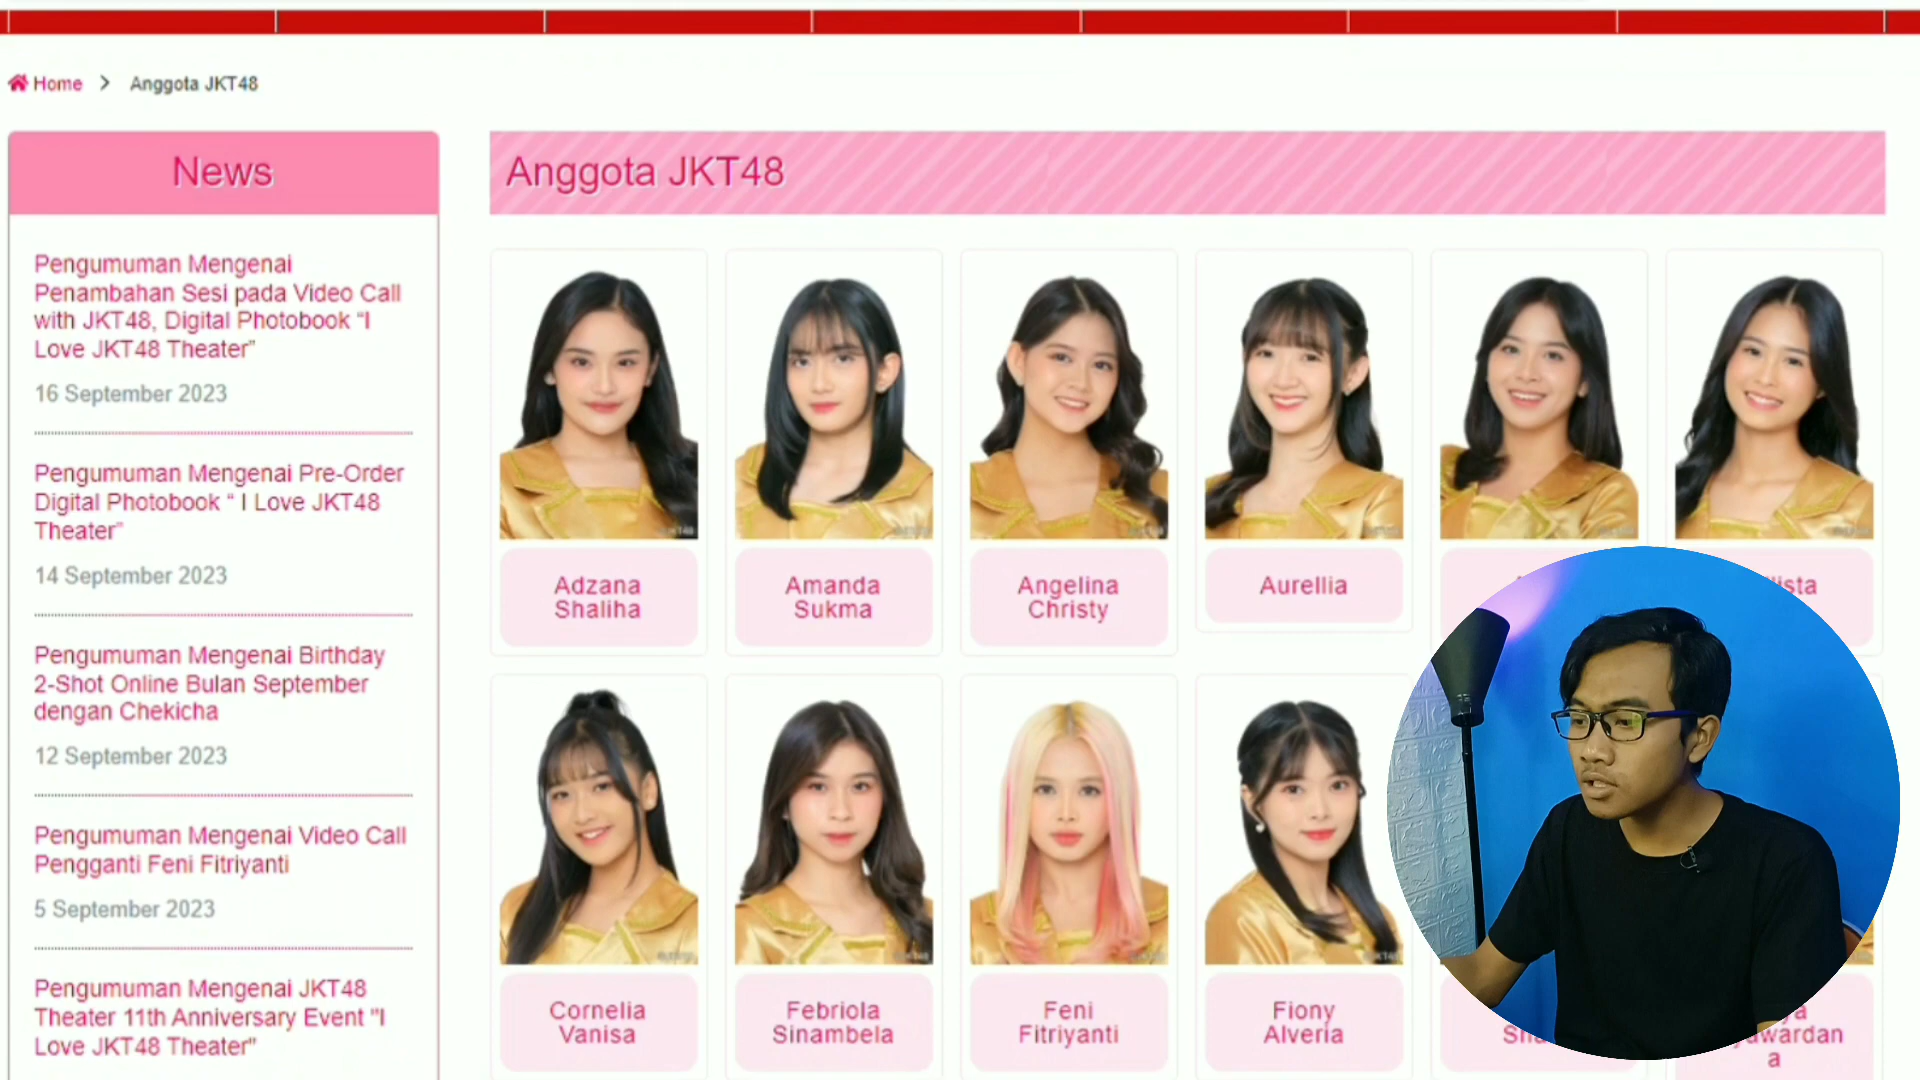 Home > Anggota JKT48
News
Pengumuman Mengenai
Penambahan Sesi pada Video Call
with JKT48, Digital Photobook “I
Love JKT48 Theater”
16 September 2023
Pengumuman Mengenai Pre-Order
Digital Photobook “ I Love JKT48
Theater”
14 September 2023
Pengumuman Mengenai Birthday
2-Shot Online Bulan September
dengan Chekicha
12 September 2023
Pengumuman Mengenai Video Call
Pengganti Feni Fitriyanti
5 September 2023
Pengumuman Mengenai JKT48
Theater 11th Anniversary Event "I
Love JKT48 Theater"
Anggota JKT48
Adzana
Shaliha
Amanda
Sukma
Angelina
Christy
Aurellia
Cornelia
Vanisa
Febriola
Sinambela
Feni
Fitriyanti
Fiony
Alveria